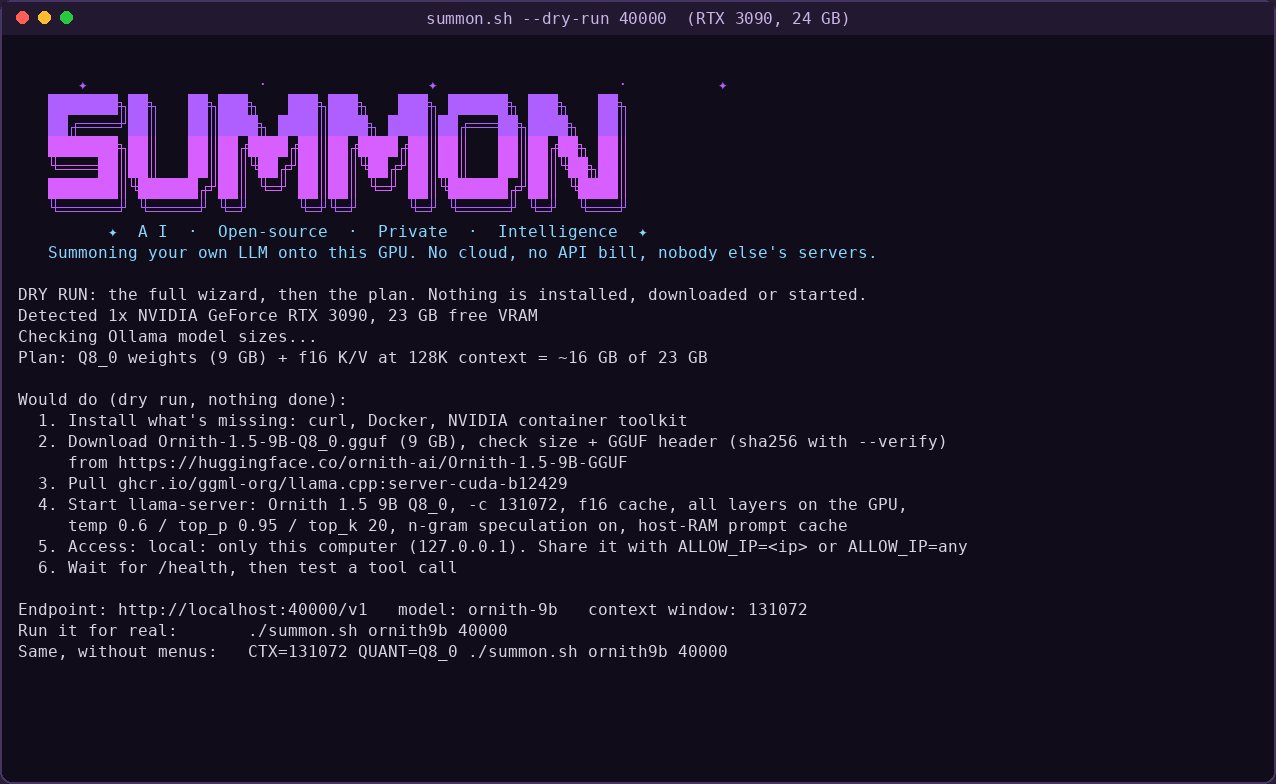 summon.sh --dry-run 40000  (RTX 3090, 24 GB)
SUMMON
✦  A I  ·  Open-source  ·  Private  ·  Intelligence  ✦
Summoning your own LLM onto this GPU. No cloud, no API bill, nobody else's servers.
DRY RUN: the full wizard, then the plan. Nothing is installed, downloaded or started.
Detected 1x NVIDIA GeForce RTX 3090, 23 GB free VRAM
Checking Ollama model sizes...
Plan: Q8_0 weights (9 GB) + f16 K/V at 128K context = ~16 GB of 23 GB
Would do (dry run, nothing done):
  1. Install what's missing: curl, Docker, NVIDIA container toolkit
  2. Download Ornith-1.5-9B-Q8_0.gguf (9 GB), check size + GGUF header (sha256 with --verify)
     from https://huggingface.co/ornith-ai/Ornith-1.5-9B-GGUF
  3. Pull ghcr.io/ggml-org/llama.cpp:server-cuda-b12429
  4. Start llama-server: Ornith 1.5 9B Q8_0, -c 131072, f16 cache, all layers on the GPU,
     temp 0.6 / top_p 0.95 / top_k 20, n-gram speculation on, host-RAM prompt cache
  5. Access: local: only this computer (127.0.0.1). Share it with ALLOW_IP=<ip> or ALLOW_IP=any
  6. Wait for /health, then test a tool call
Endpoint: http://localhost:40000/v1   model: ornith-9b   context window: 131072
Run it for real:       ./summon.sh ornith9b 40000
Same, without menus:   CTX=131072 QUANT=Q8_0 ./summon.sh ornith9b 40000